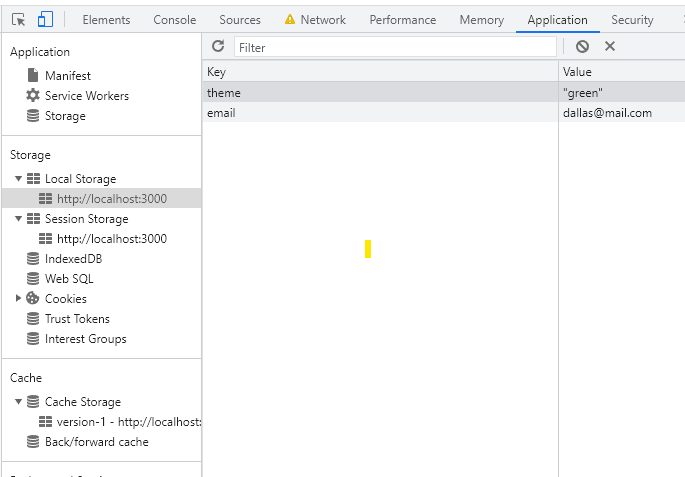 Elements Console Sources Network Performance Memory Application Security
Application
Manifest
Service Workers
Storage
Storage
Local Storage
http://localhost:3000
Session Storage
http://localhost:3000
IndexedDB
Web SQL
Cookies
Trust Tokens
Interest Groups
Cache
Cache Storage
version-1 - http://localhost:
Back/forward cache
Filter
Key Value
theme "green"
email dallas@mail.com